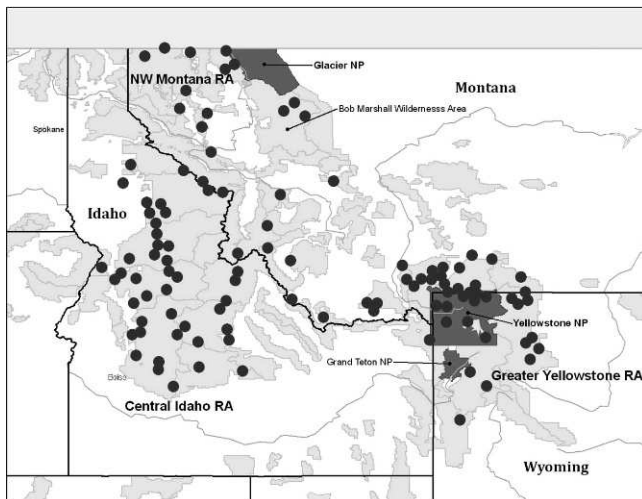 NW Montana RA
Glacier NP
Montana
Bob Marshall Wildernesss Area
Spokane
Idaho
Yellowstone NP
Grand Teton NP
Greater Yellowstone RA
Boise
Central Idaho RA
Wyoming